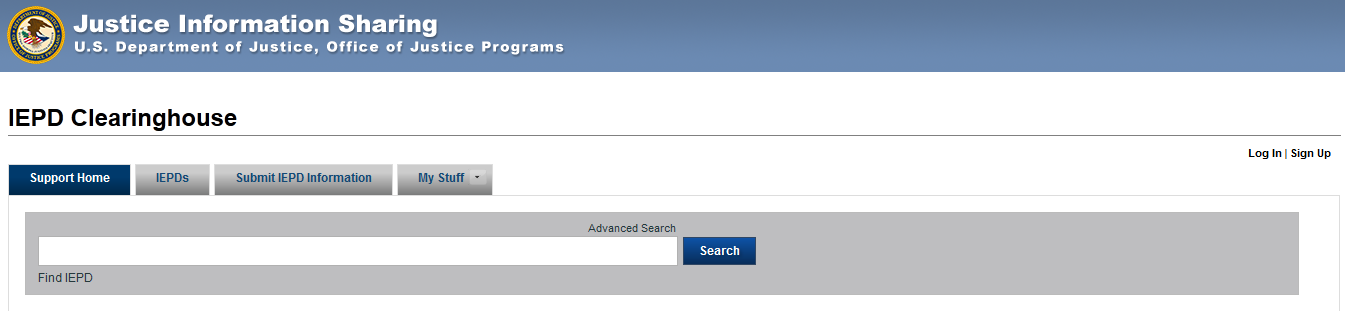 Justice Information Sharing
U.S. Department of Justice, Office of Justice Programs
IEPD Clearinghouse
Log In | Sign Up
Support Home IEPDs Submit IEPD Information My Stuff
Advanced Search
Search
Find IEPD